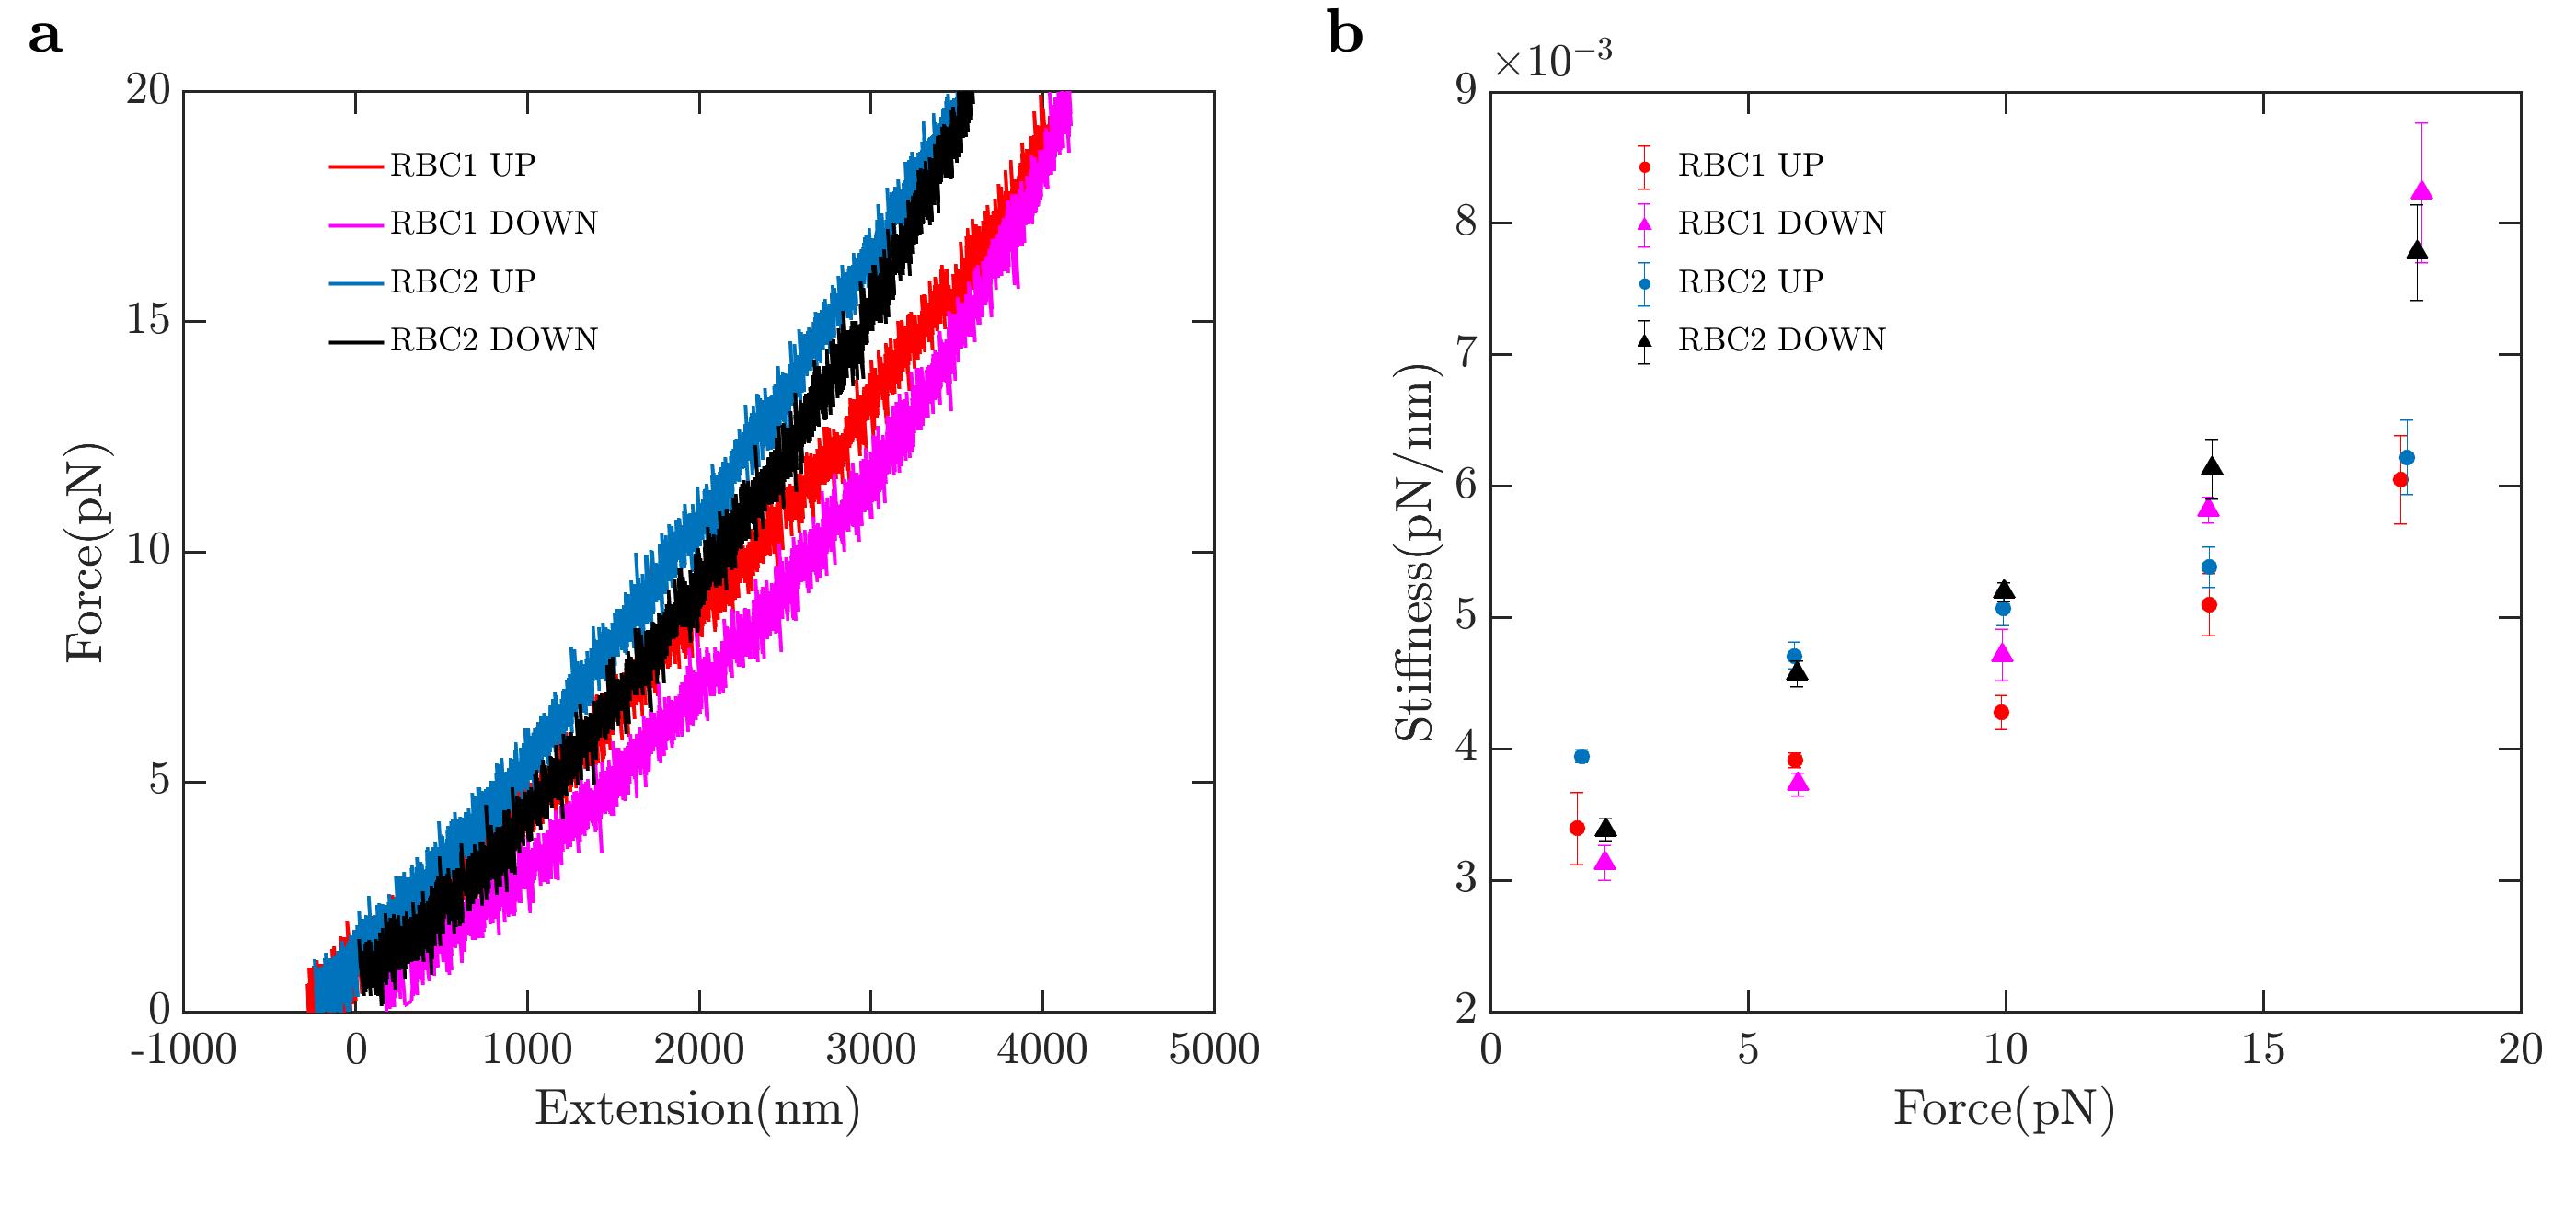 a
20
15
10
5
0
-1000 0 1000 2000 3000 4000 5000
Force(pN)
Extension(nm)
RBC1 UP
RBC1 DOWN
RBC2 UP
RBC2 DOWN
b
×10⁻³
9
8
7
6
5
4
3
2
0 5 10 15 20
Stiffness(pN/nm)
Force(pN)
RBC1 UP
RBC1 DOWN
RBC2 UP
RBC2 DOWN